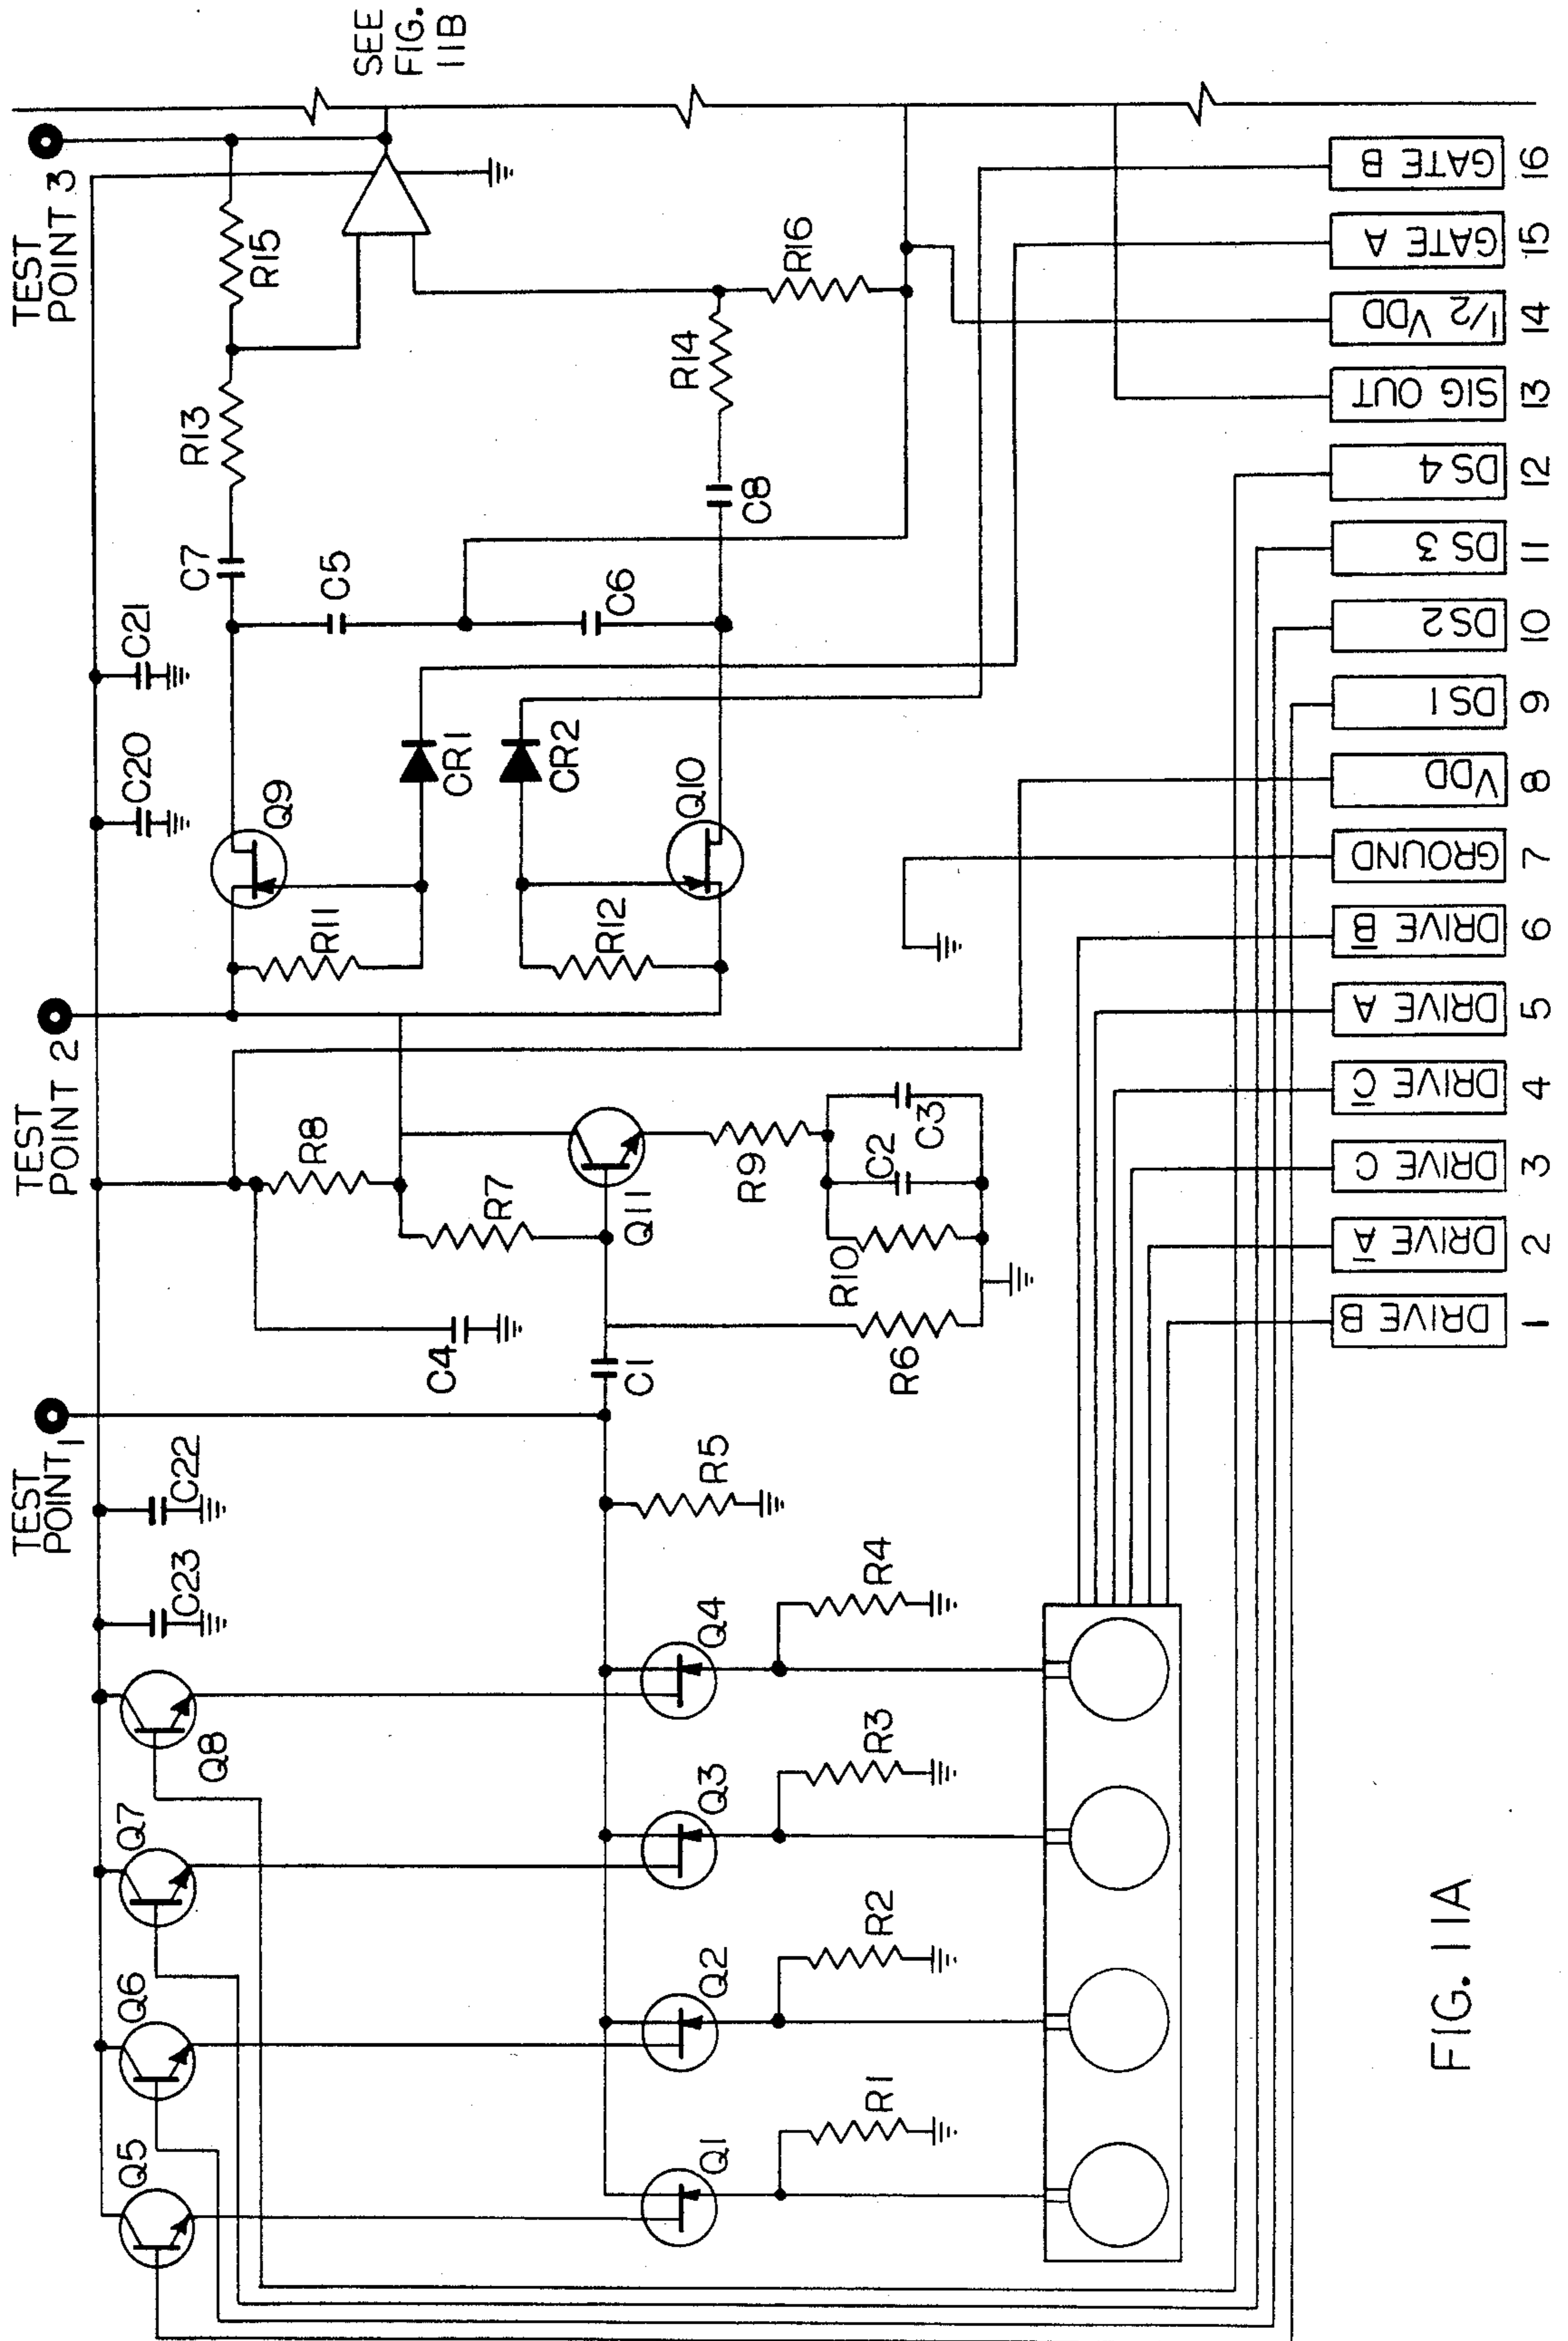 TEST
POINT 1
TEST
POINT 2
TEST
POINT 3
SEE
FIG.
11B
Q5
Q6
Q7
Q8
C23
C22
C20
C21
Q1
Q2
Q3
Q4
R1
R2
R3
R4
R5
C1
C4
R6
R7
R8
Q11
R9
R10
C2
C3
R11
R12
Q9
Q10
CR1
CR2
C5
C6
C7
C8
R13
R14
R15
R16
DRIVE B
DRIVE A̅
DRIVE C
DRIVE C̅
DRIVE A
DRIVE B̅
GROUND
VDD
DS 1
DS2
DS 3
DS 4
SIG OUT
1/2 VDD
GATE A
GATE B
1
2
3
4
5
6
7
8
9
10
11
12
13
14
15
16
FIG. 11A